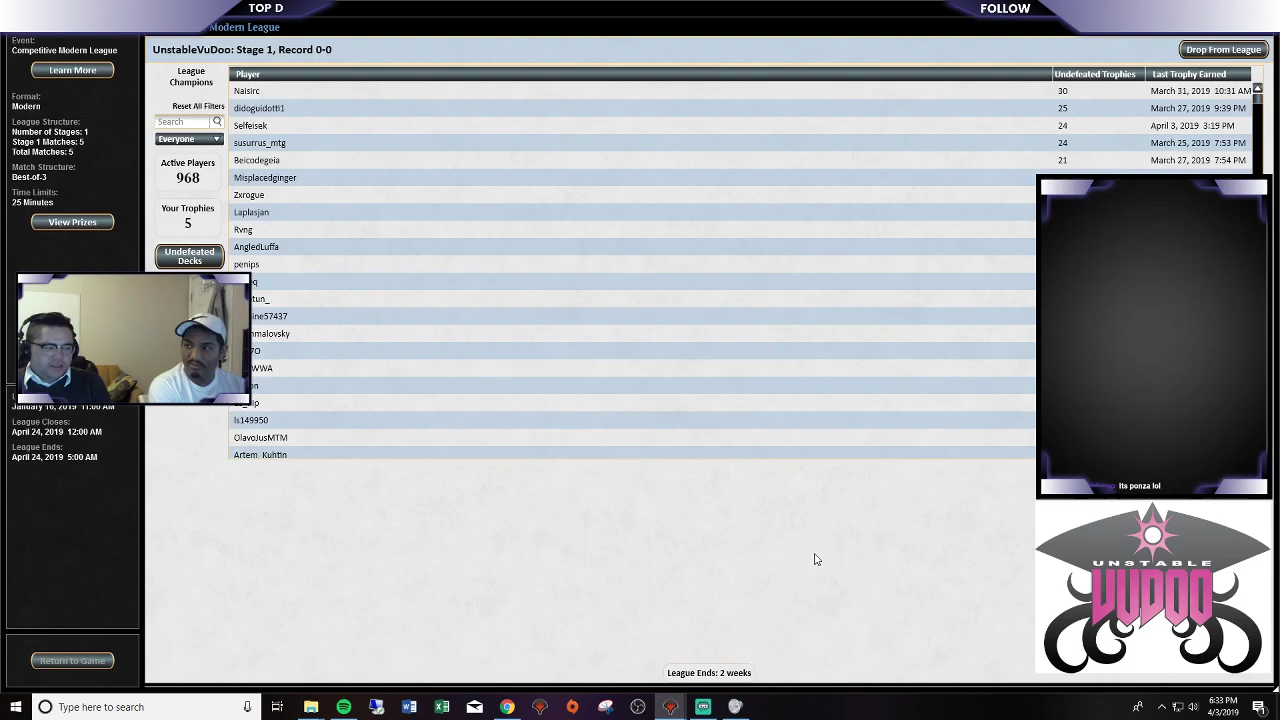 TOP D
FOLLOW
Modern League
Event:
Competitive Modern League
Learn More
Format:
Modern
League Structure:
Number of Stages: 1
Stage 1 Matches: 5
Total Matches: 5
Match Structure:
Best-of-3
Time Limits:
25 Minutes
View Prizes
January 16, 2019 11:00 AM
League Closes:
April 24, 2019 12:00 AM
League Ends:
April 24, 2019 5:00 AM
Return to Game
UnstableVuDoo: Stage 1, Record 0-0
Drop From League
League
Champions
Reset All Filters
Search
Everyone
Active Players
968
Your Trophies
5
Undefeated
Decks
Player Undefeated Trophies Last Trophy Earned
Nalsirc 30 March 31, 2019 10:31 AM
didoguidotti1 25 March 27, 2019 9:39 PM
Selfeisek 24 April 3, 2019 3:19 PM
susurrus_mtg 24 March 25, 2019 7:53 PM
Beicodegeia 21 March 27, 2019 7:54 PM
Misplacedginger
Zxrogue
Laplasjan
Rvng
AngledLuffa
penips
ls149950
OlavoJusMTM
Artem_Kuhtin
Its ponza lol
UNSTABLE
VUDOO
League Ends: 2 weeks
Type here to search
6:33 PM
4/3/2019